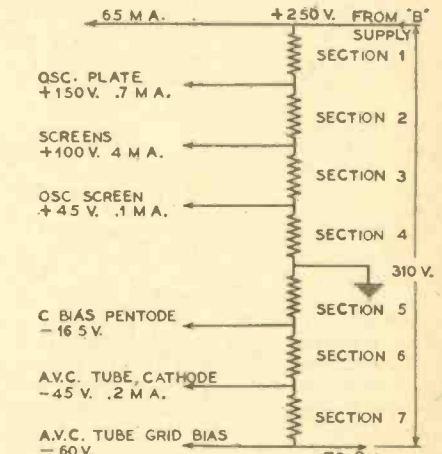 65 M A.
+250 V. FROM "B"
SUPPLY
SECTION 1
OSC. PLATE
+150 V. .7 M A.
SECTION 2
SCREENS
+100 V. 4 M A.
SECTION 3
OSC SCREEN
+45 V. .1 M A.
SECTION 4
310 V.
SECTION 5
C BIAS PENTODE
-16 5 V.
SECTION 6
A.V.C. TUBE, CATHODE
-45 V. .2 M A.
SECTION 7
A.V.C. TUBE GRID BIAS
-60 V.